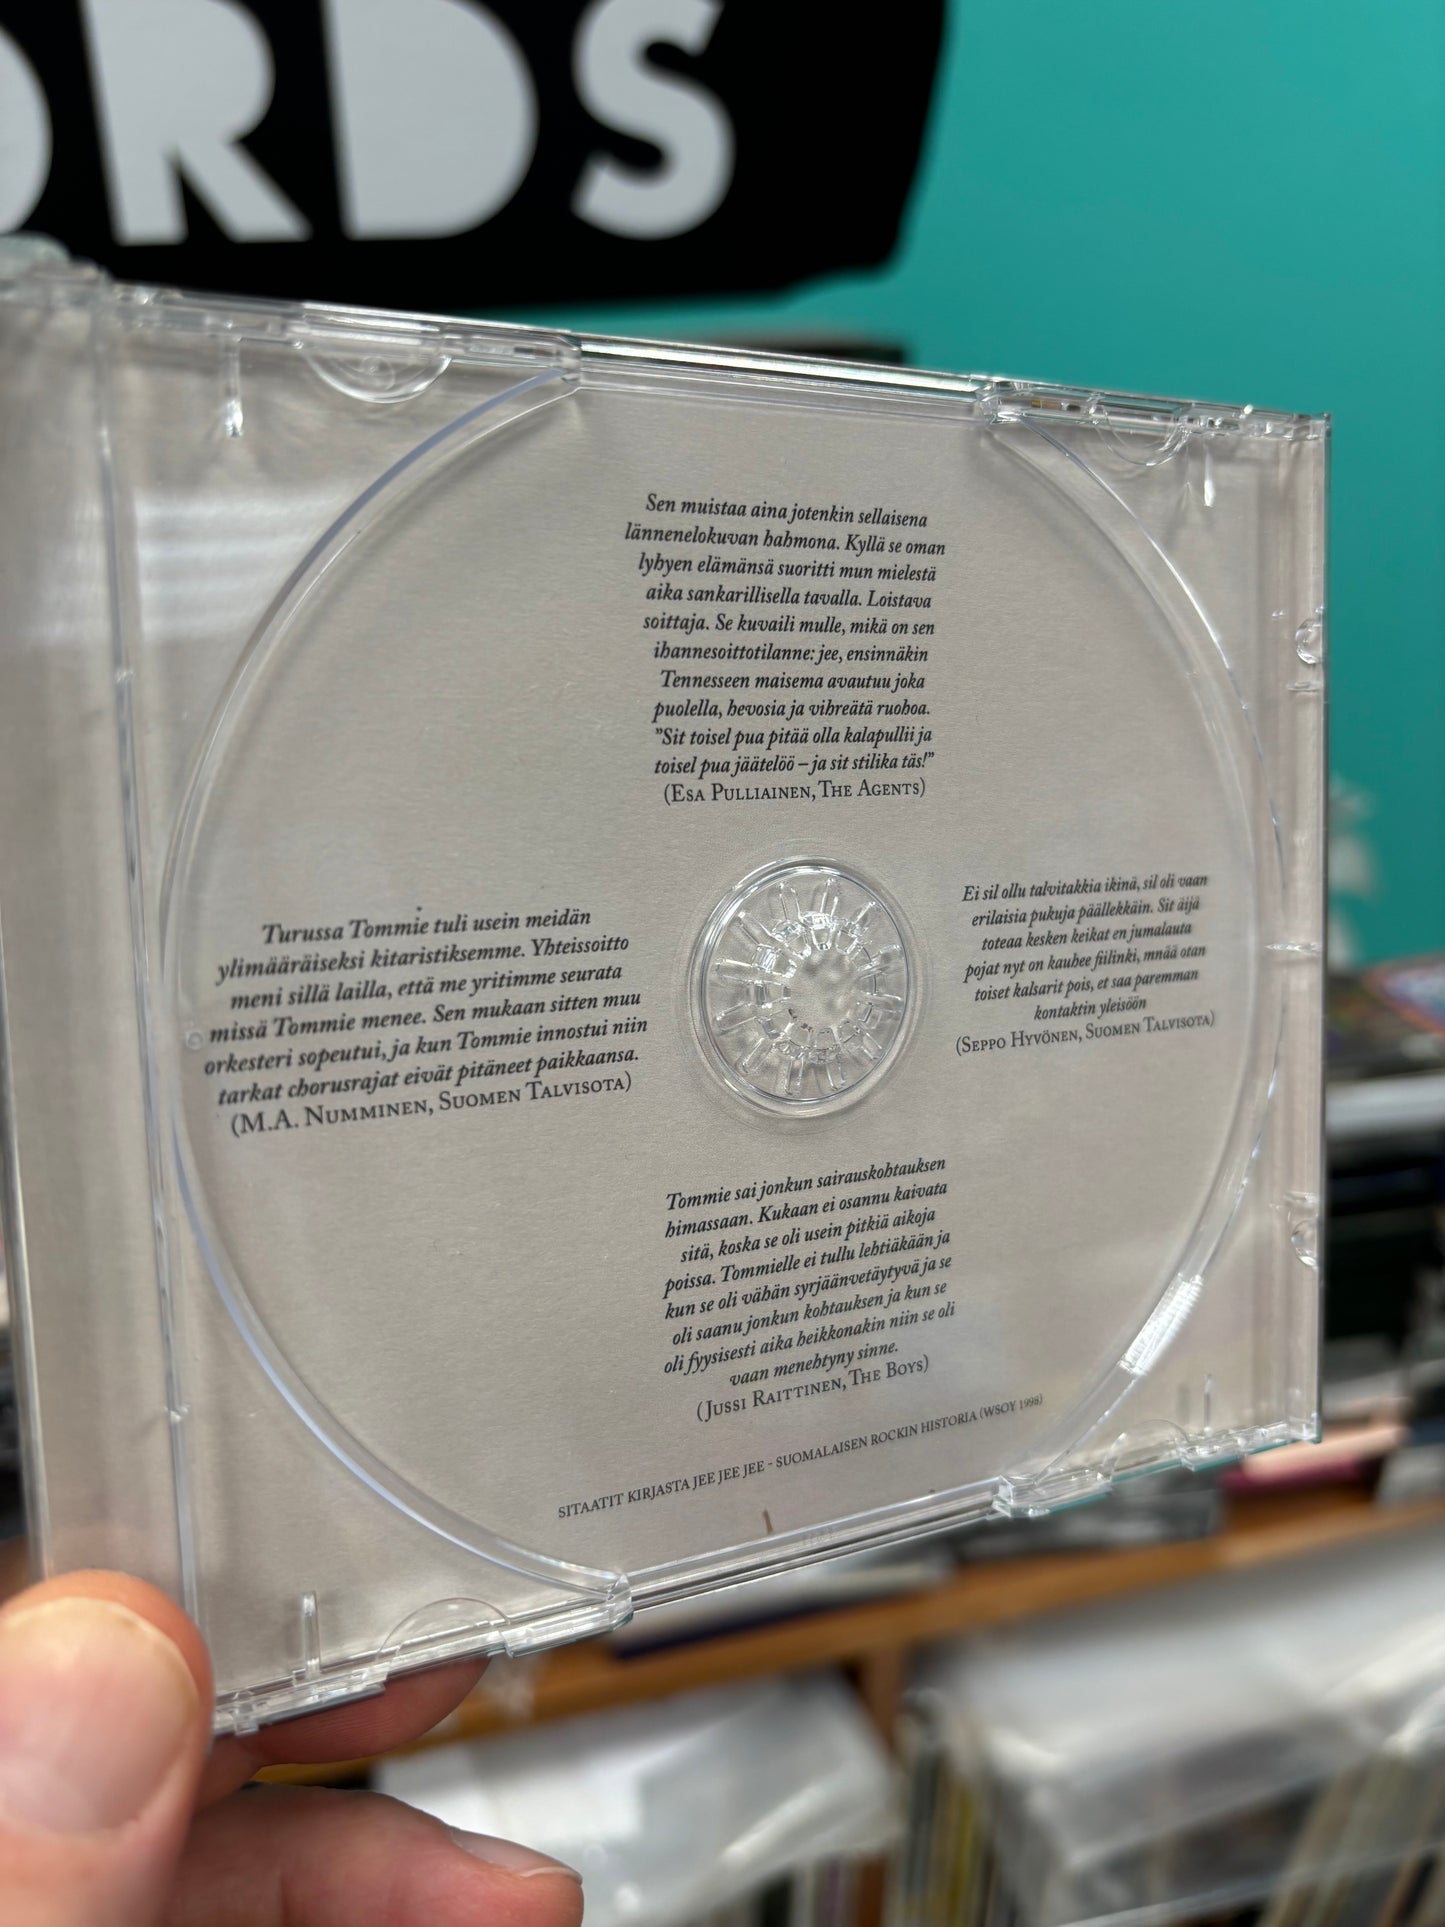 ORDS
Sen muistaa aina jotenkin sellaisena
lännenelokuvan hahmona. Kyllä se oman
lyhyen elämänsä suoritti mun mielestä
aika sankarillisella tavalla. Loistava
soittaja. Se kuvaili mulle, mikä on sen
ihannesoittotilanne: jee, ensinnäkin
Tennesseen maisema avautuu joka
puolella, hevosia ja vihreätä ruohoa.
”Sit toisel pua pitää olla kalapullii ja
toisel pua jäätelöö – ja sit stilika täs!”
(Esa Pulliainen, The Agents)
Turussa Tommie tuli usein meidän
ylimääräiseksi kitaristiksemme. Yhteissoitto
meni sillä lailla, että me yritimme seurata
missä Tommie menee. Sen mukaan sitten muu
orkesteri sopeutui, ja kun Tommie innostui niin
tarkat chorusrajat eivät pitäneet paikkaansa.
(M.A. Numminen, Suomen Talvisota)
Ei sil ollu talvitakkia ikinä, sil oli vaan
erilaisia pukuja päällekkäin. Sit äijä
toteaa kesken keikat en jumalauta
pojat nyt on kauhee fiilinki, mnää otan
toiset kalsarit pois, et saa paremman
kontaktin yleisöön
(Seppo Hyvönen, Suomen Talvisota)
Tommie sai jonkun sairauskohtauksen
himassaan. Kukaan ei osannu kaivata
sitä, koska se oli usein pitkiä aikoja
poissa. Tommielle ei tullu lehtiäkään ja
kun se oli vähän syrjäänvetäytyvä ja se
oli saanu jonkun kohtauksen ja kun se
oli fyysisesti aika heikkonakin niin se oli
vaan menehtyny sinne.
(Jussi Raittinen, The Boys)
SITAATIT KIRJASTA JEE JEE JEE - SUOMALAISEN ROCKIN HISTORIA (WSOY 1998)